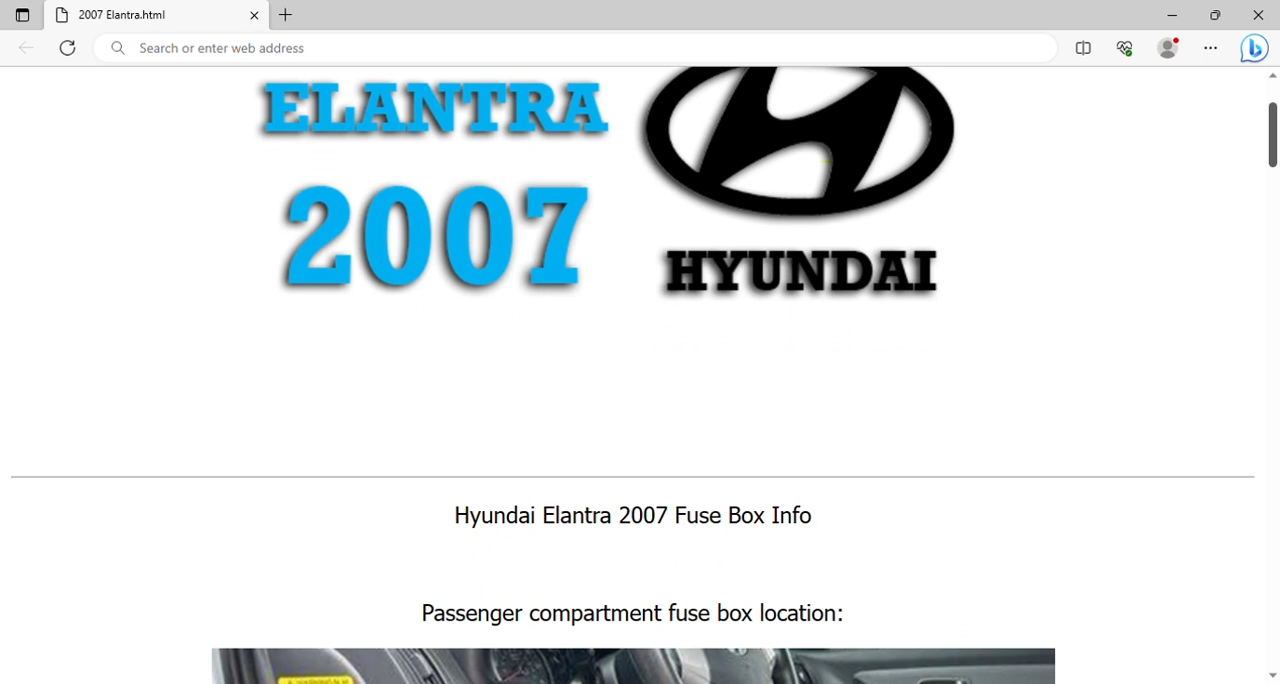 2007 Elantra.html
Search or enter web address
ELANTRA
2007
HYUNDAI
Hyundai Elantra 2007 Fuse Box Info
Passenger compartment fuse box location: